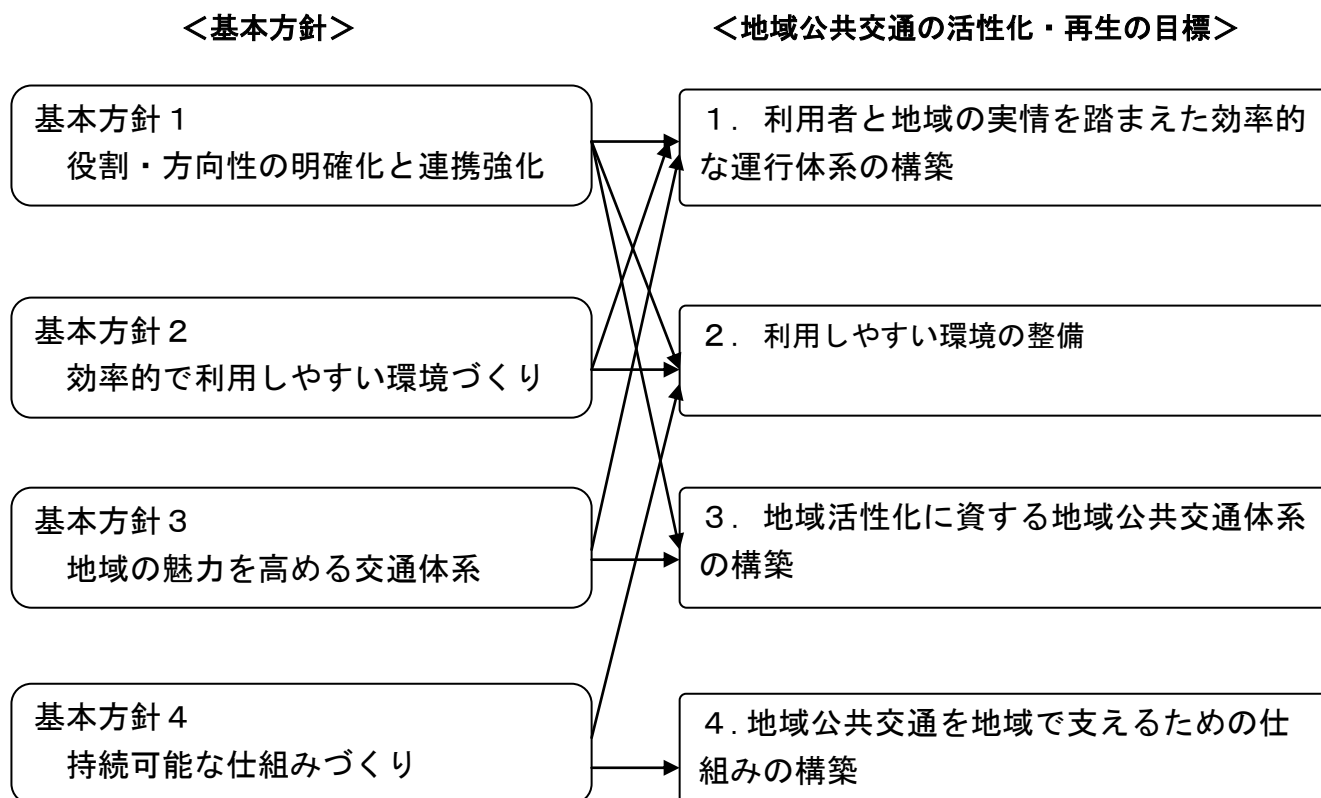 ＜基本方針＞
＜地域公共交通の活性化・再生の目標＞
基本方針１
役割・方向性の明確化と連携強化
１．利用者と地域の実情を踏まえた効率的
な運行体系の構築
基本方針２
効率的で利用しやすい環境づくり
２．利用しやすい環境の整備
基本方針３
地域の魅力を高める交通体系
３．地域活性化に資する地域公共交通体系
の構築
基本方針４
持続可能な仕組みづくり
４.地域公共交通を地域で支えるための仕
組みの構築